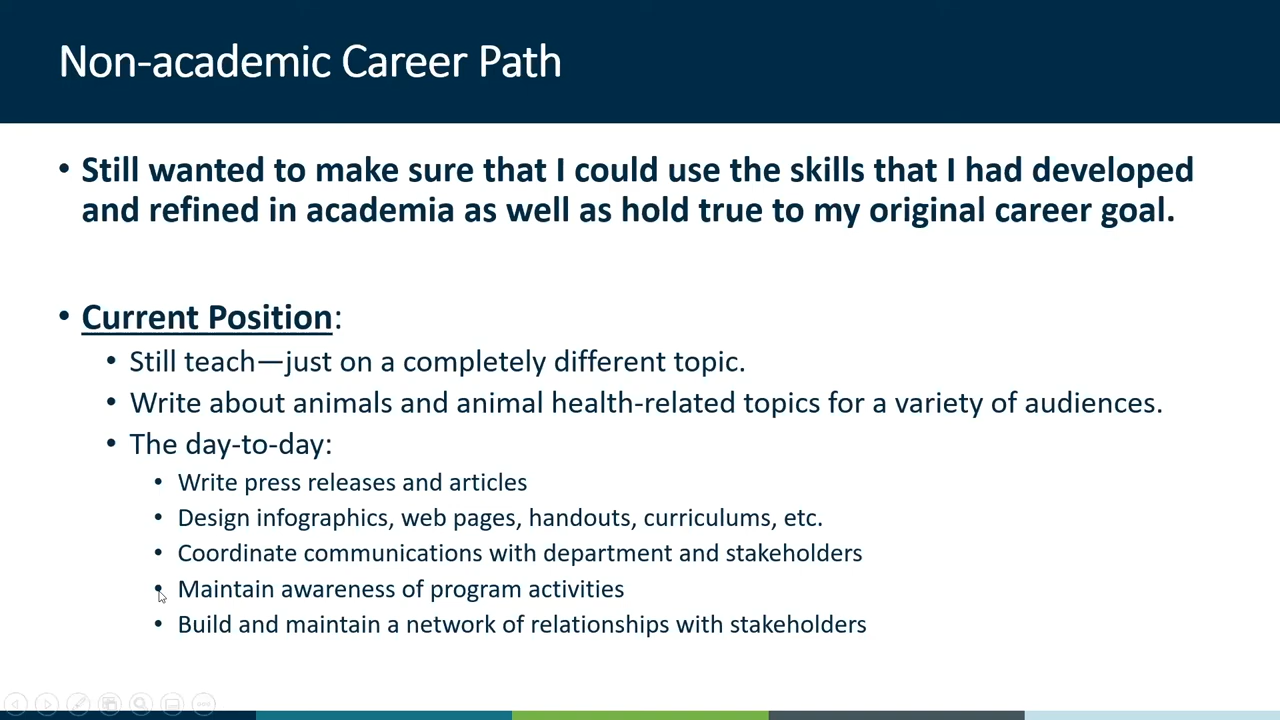 Non-academic Career Path
• Still wanted to make sure that I could use the skills that I had developed
and refined in academia as well as hold true to my original career goal.
• Current Position:
• Still teach—just on a completely different topic.
• Write about animals and animal health-related topics for a variety of audiences.
• The day-to-day:
• Write press releases and articles
• Design infographics, web pages, handouts, curriculums, etc.
• Coordinate communications with department and stakeholders
• Maintain awareness of program activities
• Build and maintain a network of relationships with stakeholders